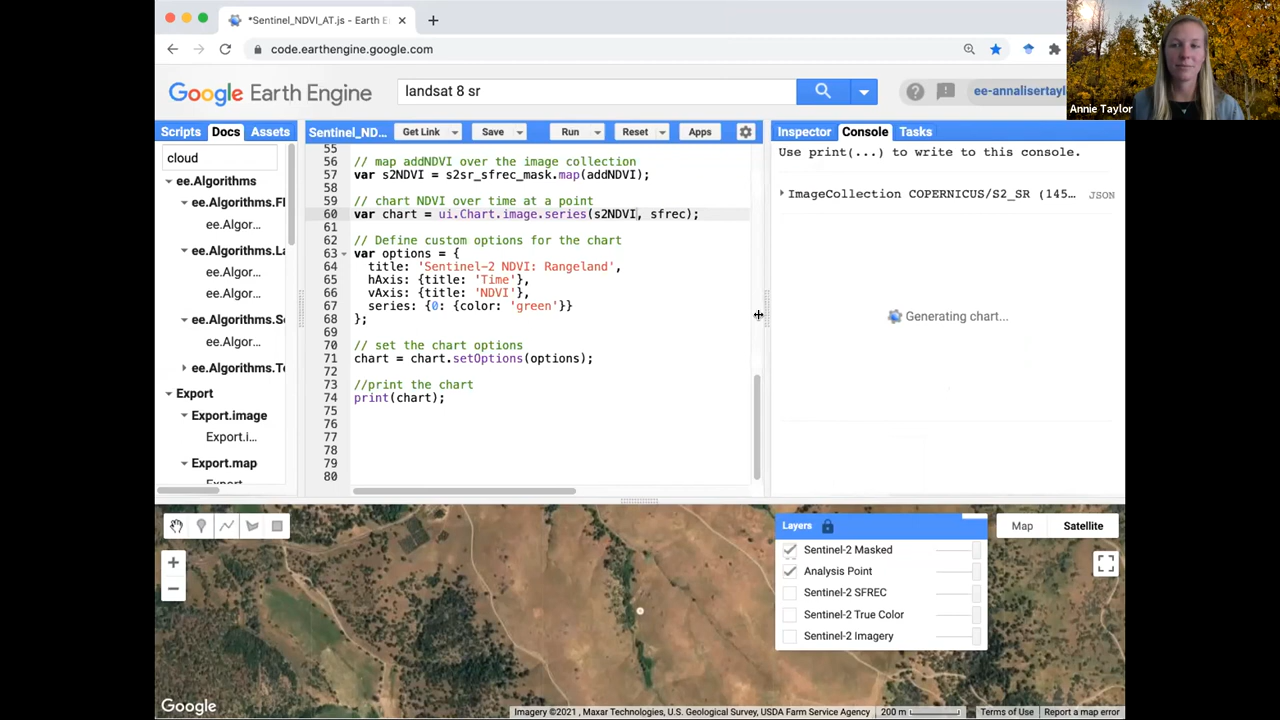 *Sentinel_NDVI_AT.js - Earth E
code.earthengine.google.com
Google Earth Engine
landsat 8 sr
ee-annalisertayl
Annie Taylor
Scripts Docs Assets
cloud
ee.Algorithms
ee.Algorithms.Fl
ee.Algor...
ee.Algorithms.La
ee.Algor...
ee.Algor...
ee.Algorithms.Se
ee.Algor...
ee.Algorithms.Te
Export
Export.image
Export.i...
Export.map
Export
Sentinel_ND... Get Link Save Run Reset Apps
55
56 // map addNDVI over the image collection
57 var s2NDVI = s2sr_sfrec_mask.map(addNDVI);
58
59 // chart NDVI over time at a point
60 var chart = ui.Chart.image.series(s2NDVI, sfrec);
61
62 // Define custom options for the chart
63 var options = {
64 title: 'Sentinel-2 NDVI: Rangeland',
65 hAxis: {title: 'Time'},
66 vAxis: {title: 'NDVI'},
67 series: {0: {color: 'green'}}
68 };
69
70 // set the chart options
71 chart = chart.setOptions(options);
72
73 //print the chart
74 print(chart);
75
76
77
78
79
80
Inspector Console Tasks
Use print(...) to write to this console.
ImageCollection COPERNICUS/S2_SR (145... JSON
Generating chart...
Layers
Sentinel-2 Masked
Analysis Point
Sentinel-2 SFREC
Sentinel-2 True Color
Sentinel-2 Imagery
Map Satellite
Google
Imagery ©2021 , Maxar Technologies, U.S. Geological Survey, USDA Farm Service Agency 200 m Terms of Use Report a map error